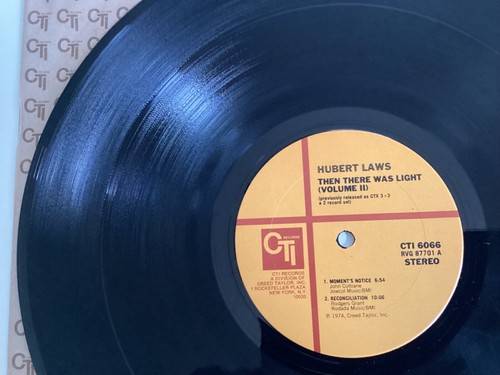 HUBERT LAWS
THEN THERE WAS LIGHT
(VOLUME II)
(previously released as CTX 3+3
a 2 record set)
CTI
RECORDS
CTI RECORDS
A DIVISION OF
CREED TAYLOR, INC.
1 ROCKEFELLER PLAZA
NEW YORK, N.Y.
10020
CTI 6066
RVG 87701 A
STEREO
1. MOMENT'S NOTICE 6:54
John Coltrane
Jowcol Music/BMI
2. RECONCILIATION 10:06
Rodgers Grant
Rodada Music/BMI
℗ 1974, Creed Taylor, Inc.